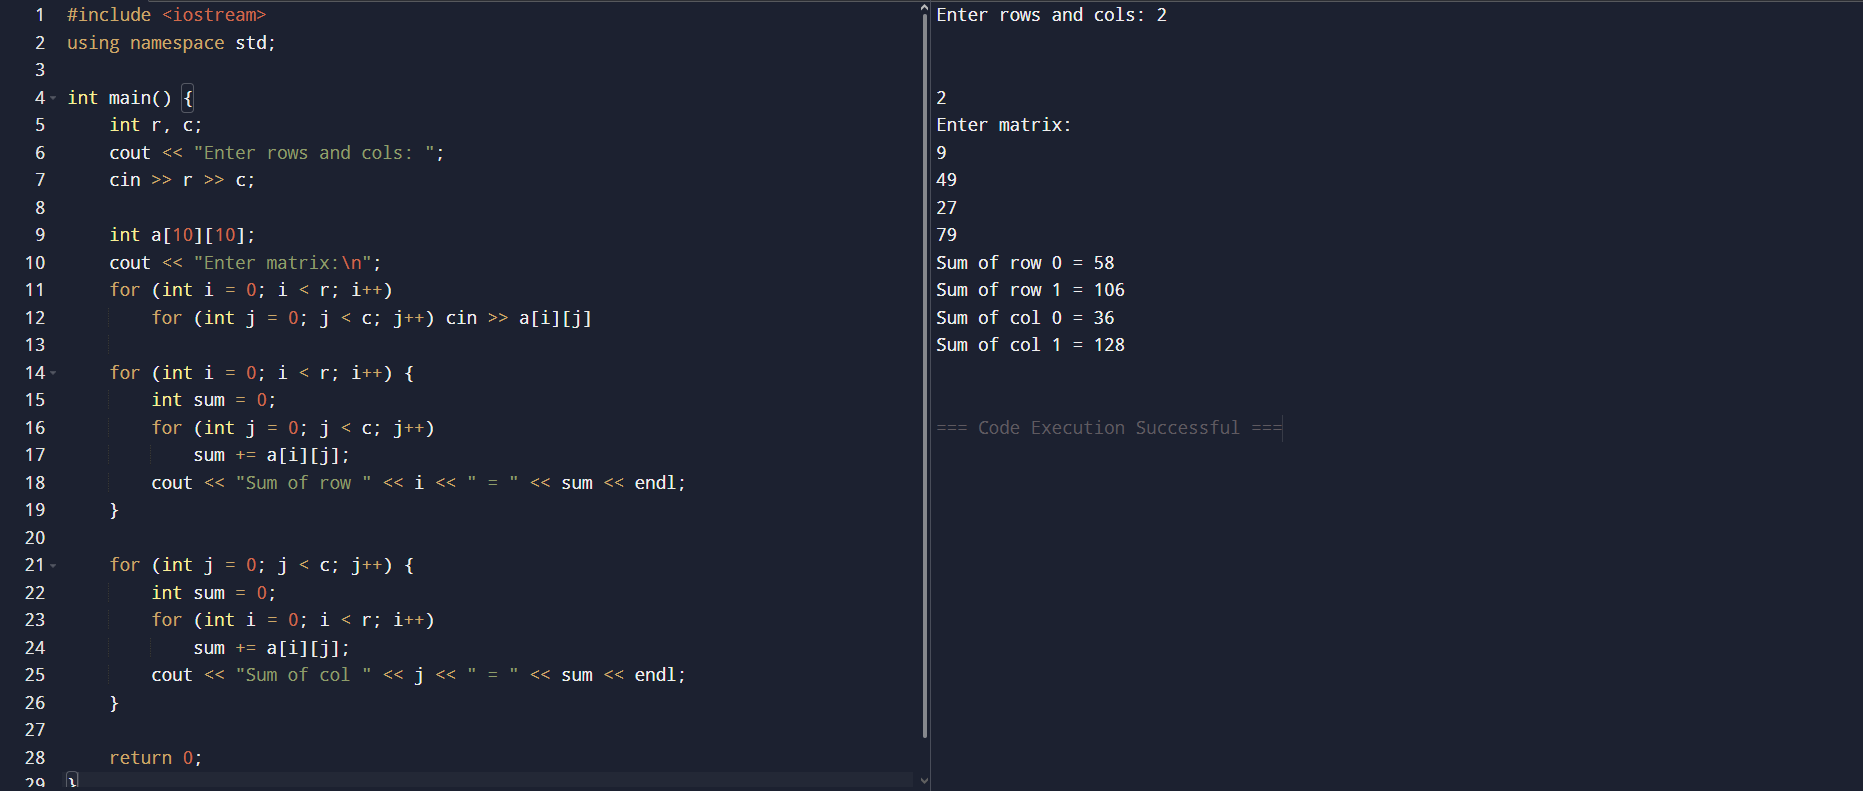 1 #include <iostream>
2 using namespace std;
3
4 int main() {
5     int r, c;
6     cout << "Enter rows and cols: ";
7     cin >> r >> c;
8
9     int a[10][10];
10     cout << "Enter matrix:\n";
11     for (int i = 0; i < r; i++)
12         for (int j = 0; j < c; j++) cin >> a[i][j]
13
14     for (int i = 0; i < r; i++) {
15         int sum = 0;
16         for (int j = 0; j < c; j++)
17             sum += a[i][j];
18         cout << "Sum of row " << i << " = " << sum << endl;
19     }
20
21     for (int j = 0; j < c; j++) {
22         int sum = 0;
23         for (int i = 0; i < r; i++)
24             sum += a[i][j];
25         cout << "Sum of col " << j << " = " << sum << endl;
26     }
27
28     return 0;
29 }
Enter rows and cols: 2
2
Enter matrix:
9
49
27
79
Sum of row 0 = 58
Sum of row 1 = 106
Sum of col 0 = 36
Sum of col 1 = 128
=== Code Execution Successful ===